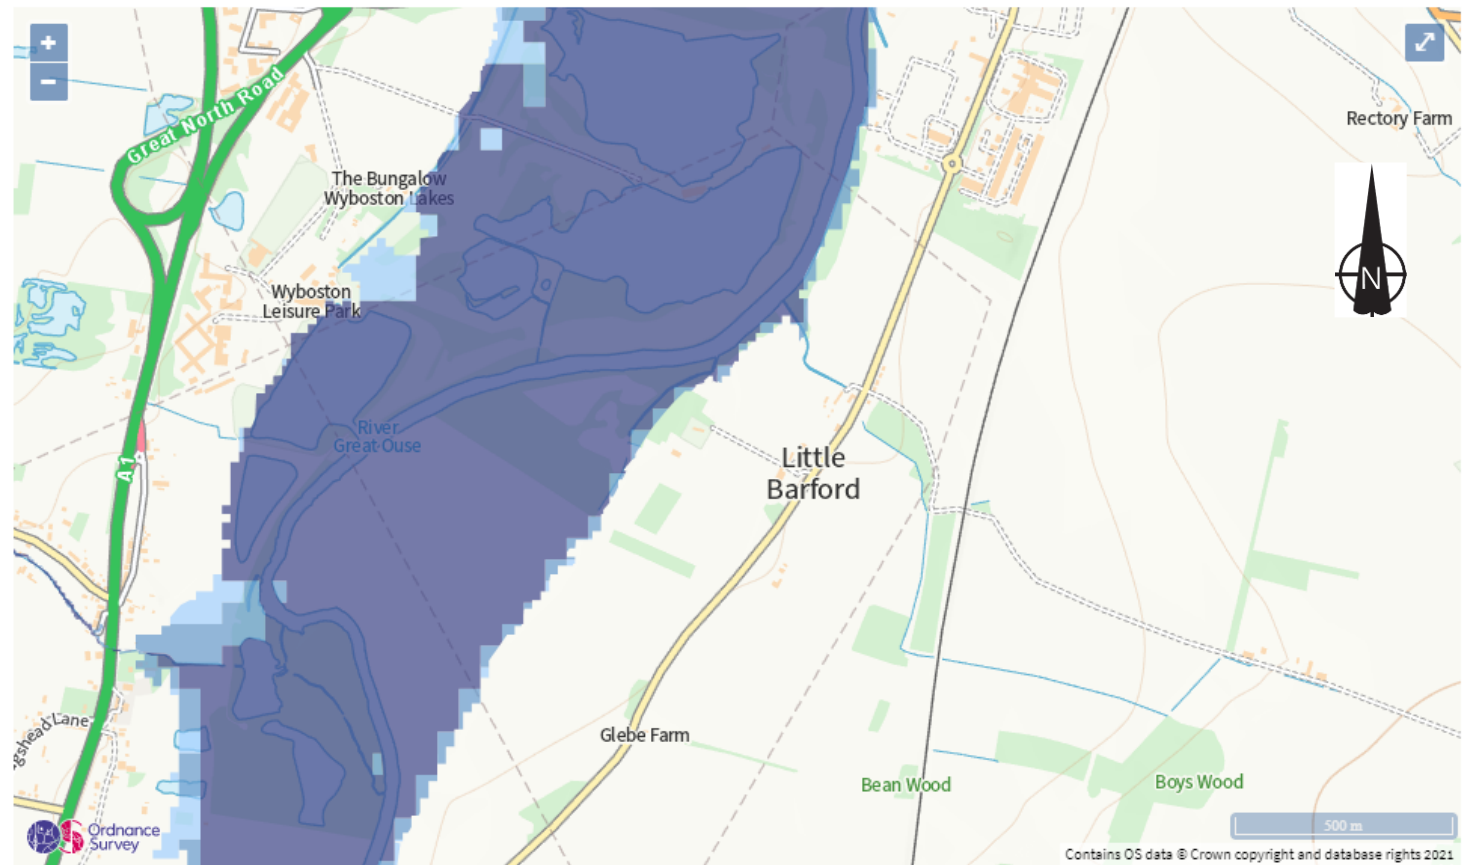 +
-
Great North Road
Rectory Farm
The Bungalow
Wyboston Lakes
N
Wyboston
Leisure Park
River
Great Ouse
A1
Little
Barford
gshead Lane
Glebe Farm
Bean Wood
Boys Wood
Ordnance
Survey
500 m
Contains OS data © Crown copyright and database rights 2021